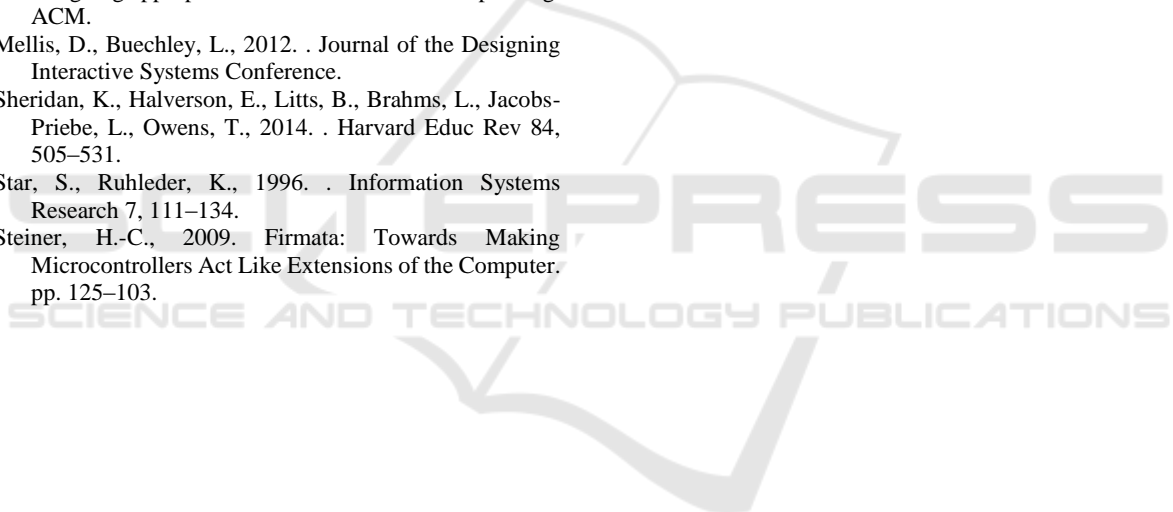 ACM.
Mellis, D., Buechley, L., 2012. . Journal of the Designing
Interactive Systems Conference.
Sheridan, K., Halverson, E., Litts, B., Brahms, L., Jacobs-
Priebe, L., Owens, T., 2014. . Harvard Educ Rev 84,
505–531.
Star, S., Ruhleder, K., 1996. . Information Systems
Research 7, 111–134.
Steiner, H.-C., 2009. Firmata: Towards Making
Microcontrollers Act Like Extensions of the Computer.
pp. 125–103.
SCITEPRESS
SCIENCE AND TECHNOLOGY PUBLICATIONS